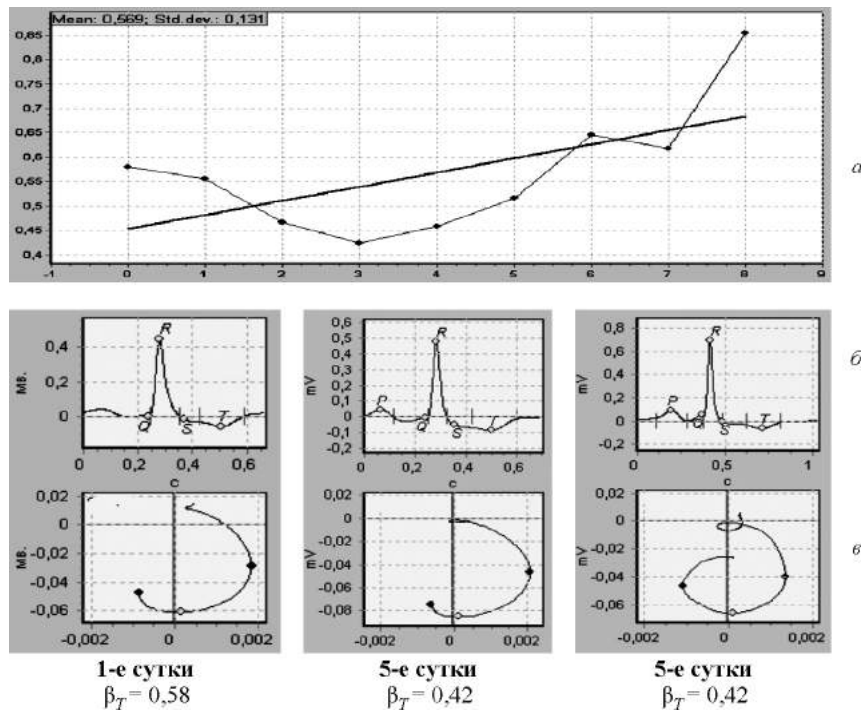 Mean: 0,569; Std.dev.: 0,131
0,85
0,8
0,75
0,7
0,65
0,6
0,55
0,5
0,45
0,4
-1 0 1 2 3 4 5 6 7 8 9
а
МВ.
0,4
0,2
0
R
Q
S
T
0 0,2 0,4 0,6
с
mV
0,6
0,5
0,4
0,3
0,2
0,1
0
-0,1
-0,2
R
P
Q
S
T
0 0,2 0,4 0,6
с
mV
0,8
0,6
0,4
0,2
0
-0,2
R
P
Q
S
T
0 0,5 1
с
б
МВ.
0,02
0
-0,02
-0,04
-0,06
-0,002 0 0,002
mV
0,02
0
-0,02
-0,04
-0,06
-0,08
-0,002 0 0,002
mV
0,02
0
-0,02
-0,04
-0,06
-0,002 0 0,002
в
1-е сутки 5-е сутки 5-е сутки
βT = 0,58 βT = 0,42 βT = 0,42